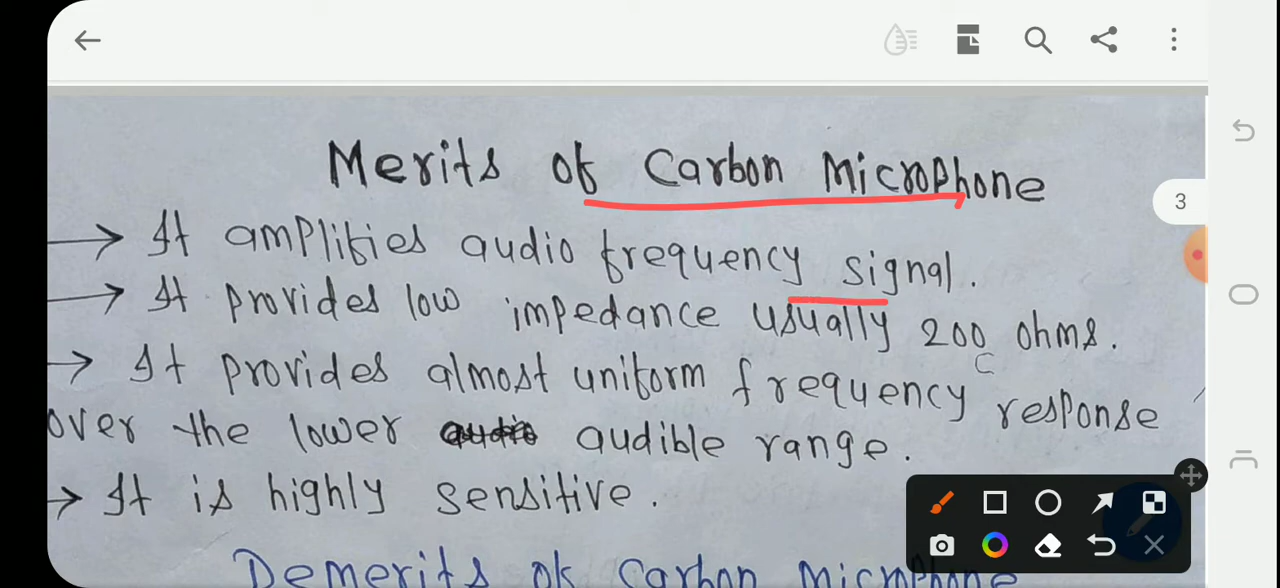 3
Merits of Carbon Microphone
→ It amplifies audio frequency signal.
→ It provides low impedance usually 200 ohms.
→ It provides almost uniform frequency response
over the lower audible range.
→ It is highly sensitive.
Demerits of Carbon Microphone